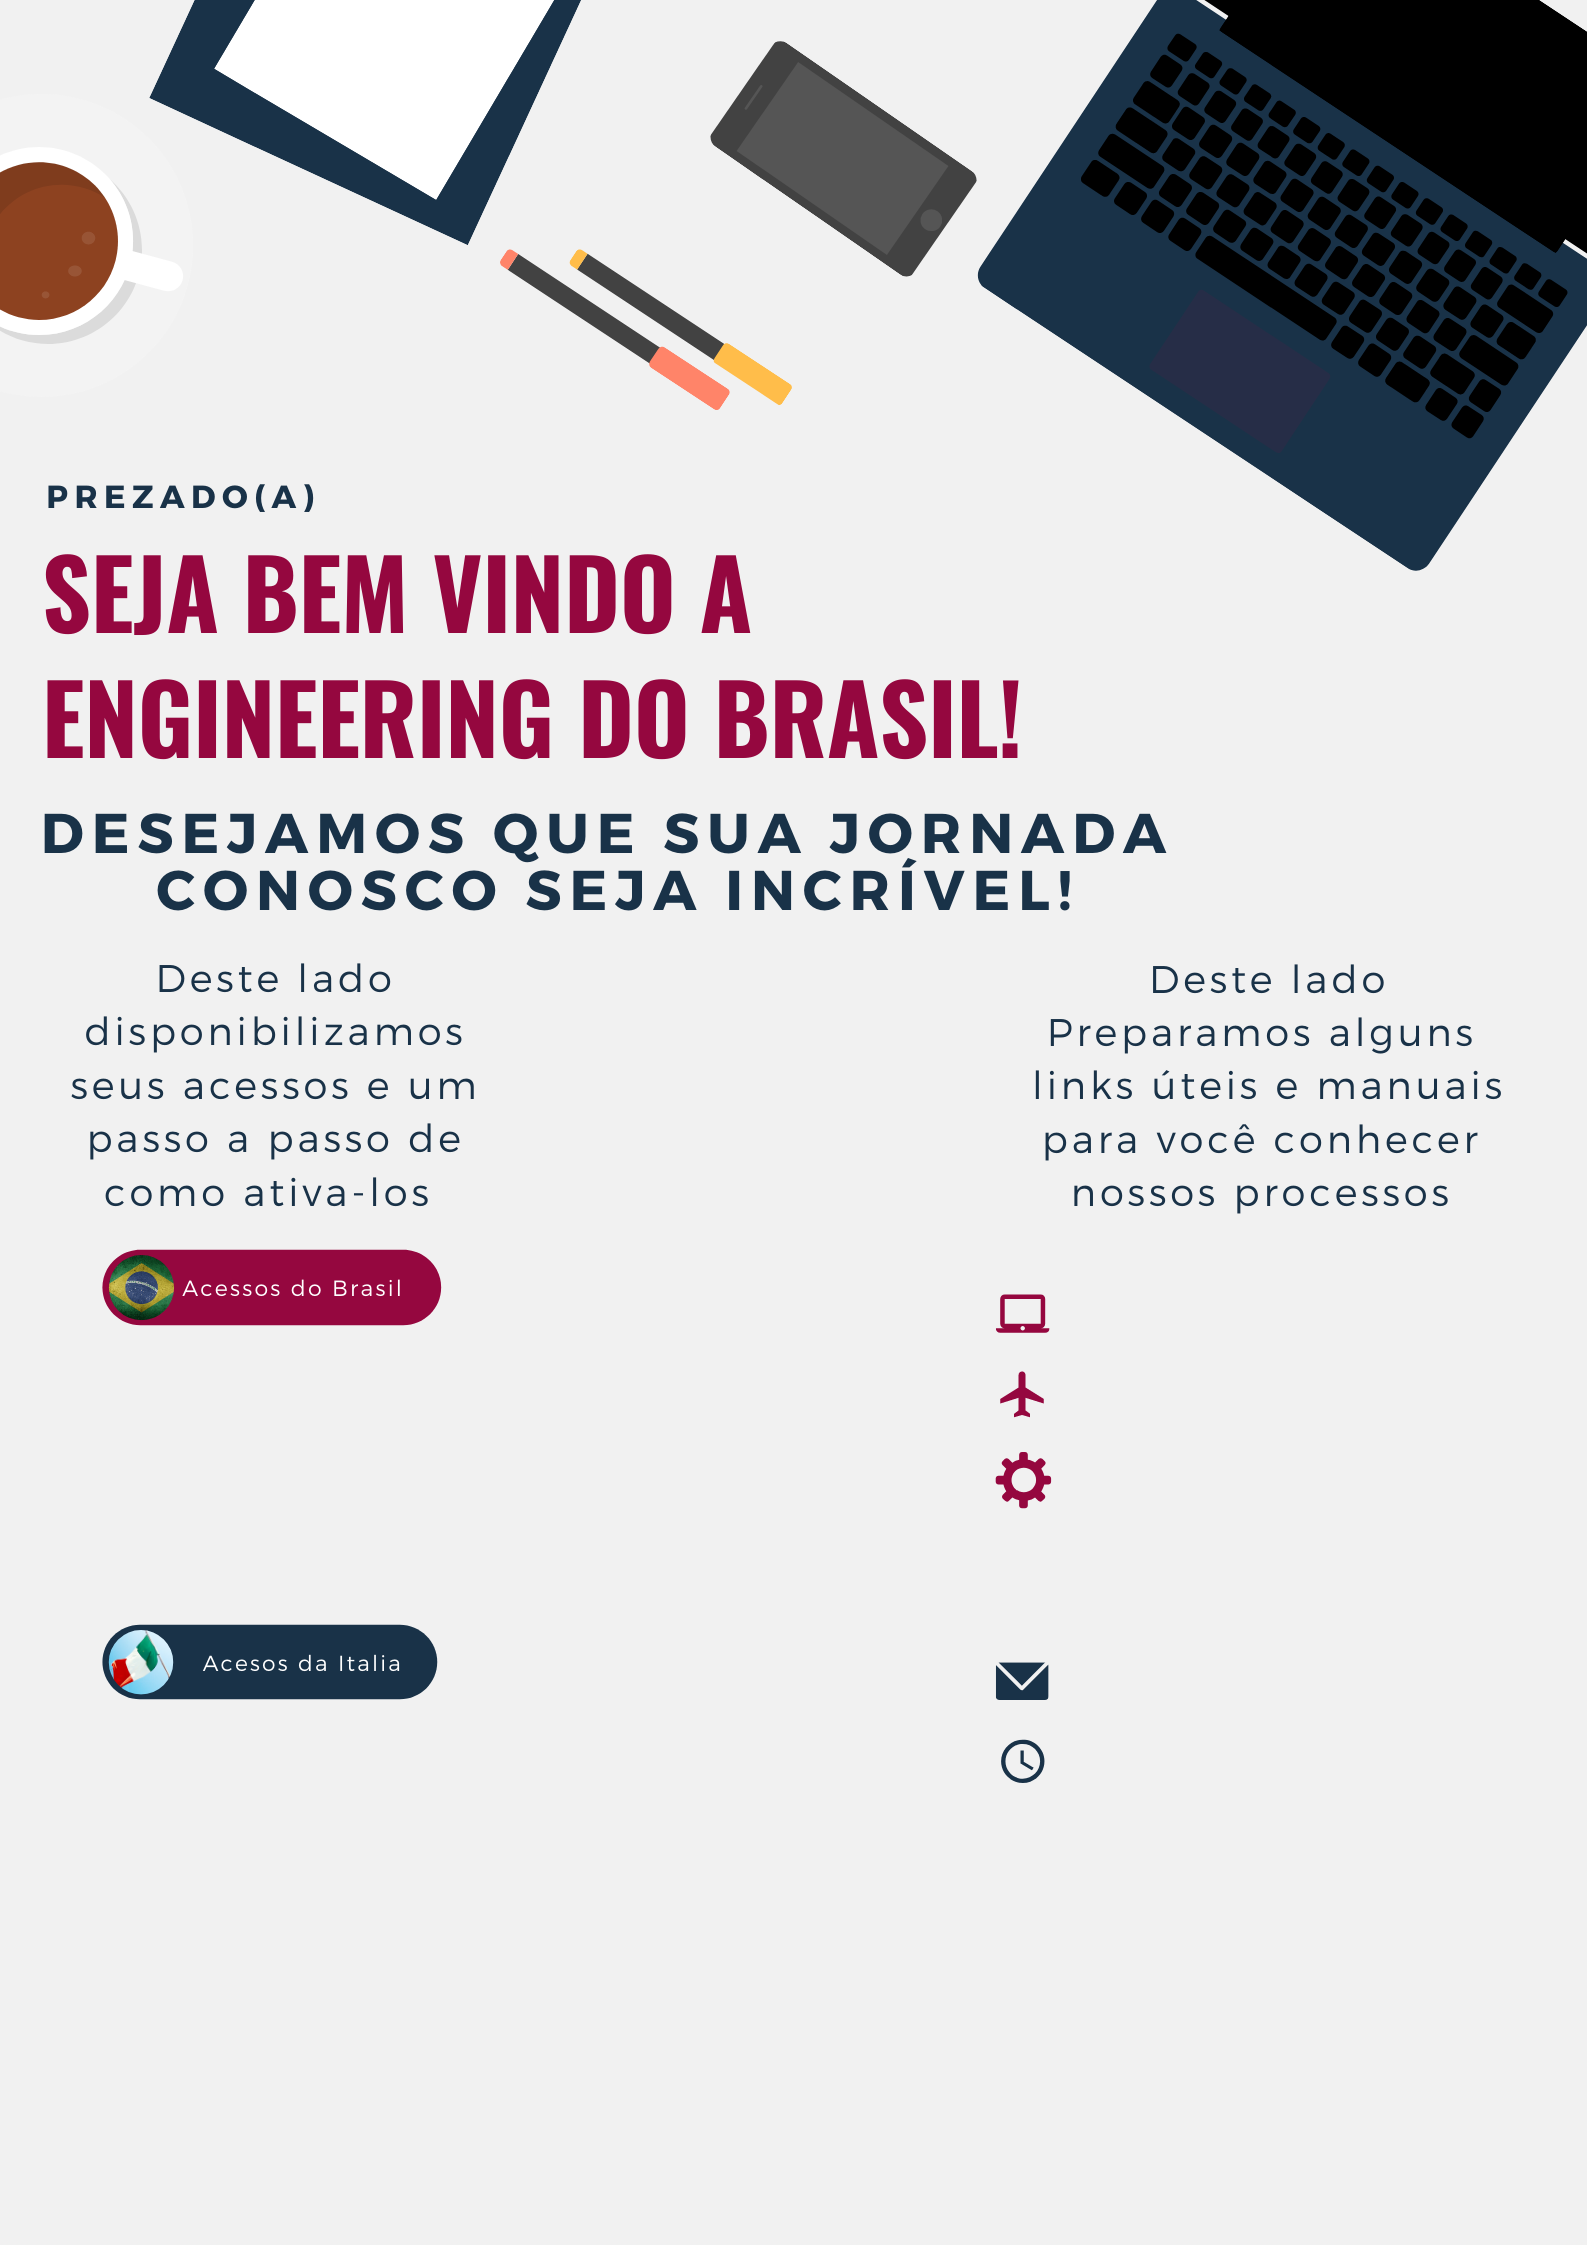 PREZADO(A)
SEJA BEM VINDO A
ENGINEERING DO BRASIL!
DESEJAMOS QUE SUA JORNADA
CONOSCO SEJA INCRÍVEL!
Deste lado
disponibilizamos
seus acessos e um
passo a passo de
como ativa-los
Deste lado
Preparamos alguns
links úteis e manuais
para você conhecer
nossos processos
Acessos do Brasil
Acesos da Italia